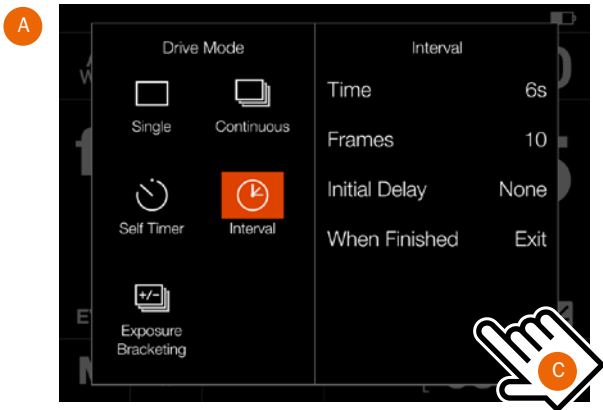 A
Drive Mode
Interval
Single
Continuous
Self Timer
Interval
+/-
Exposure
Bracketing
Time 6s
Frames 10
Initial Delay None
When Finished Exit
C